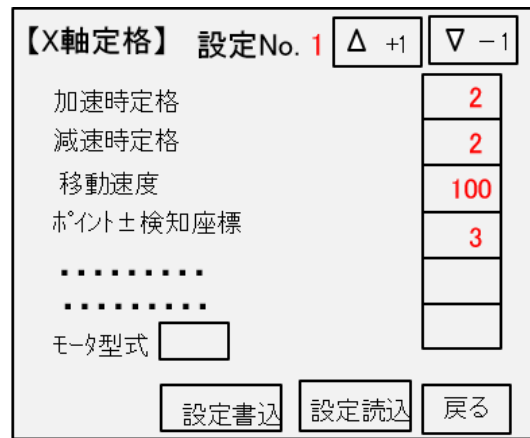 【X軸定格】 設定No. 1 Δ +1 ∇ －1
加速時定格 2
減速時定格 2
移動速度 100
ﾎﾟｲﾝﾄ±検知座標 3
・・・・・・・・・
・・・・・・・・・
ﾓｰﾀ型式
設定書込 設定読込 戻る